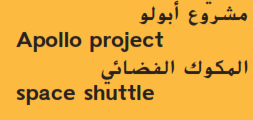 مشروع أبولو
Apollo project
المكوك الفضائي
space shuttle